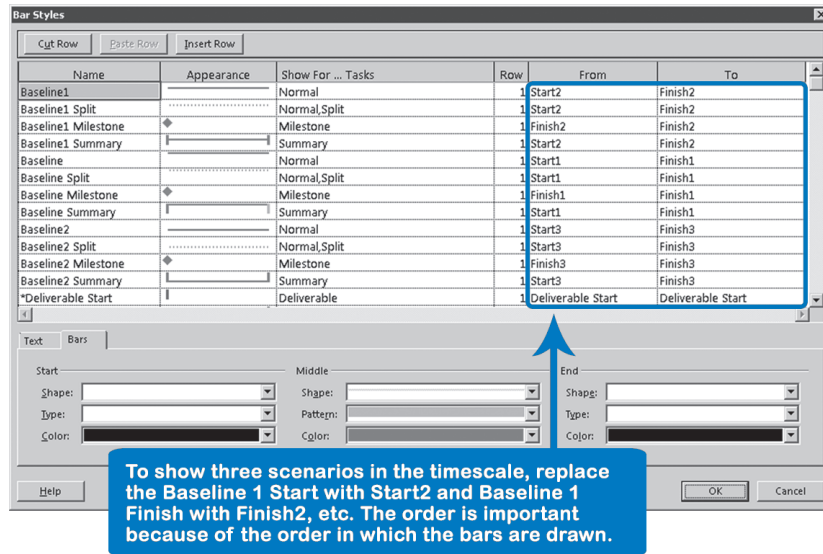 Bar Styles
Cut Row Paste Row Insert Row
Name Appearance Show For ... Tasks Row From To
Baseline1 Normal 1 Start2 Finish2
Baseline1 Split Normal,Split 1 Start2 Finish2
Baseline1 Milestone Milestone 1 Finish2 Finish2
Baseline1 Summary Summary 1 Start2 Finish2
Baseline Normal 1 Start1 Finish1
Baseline Split Normal,Split 1 Start1 Finish1
Baseline Milestone Milestone 1 Finish1 Finish1
Baseline Summary Summary 1 Start1 Finish1
Baseline2 Normal 1 Start3 Finish3
Baseline2 Split Normal,Split 1 Start3 Finish3
Baseline2 Milestone Milestone 1 Finish3 Finish3
Baseline2 Summary Summary 1 Start3 Finish3
*Deliverable Start Deliverable 1 Deliverable Start Deliverable Start
Text Bars
Start Middle End
Shape: Shape: Shape:
Type: Pattern: Type:
Color: Color: Color:
To show three scenarios in the timescale, replace
the Baseline 1 Start with Start2 and Baseline 1
Finish with Finish2, etc. The order is important
because of the order in which the bars are drawn.
Help OK Cancel